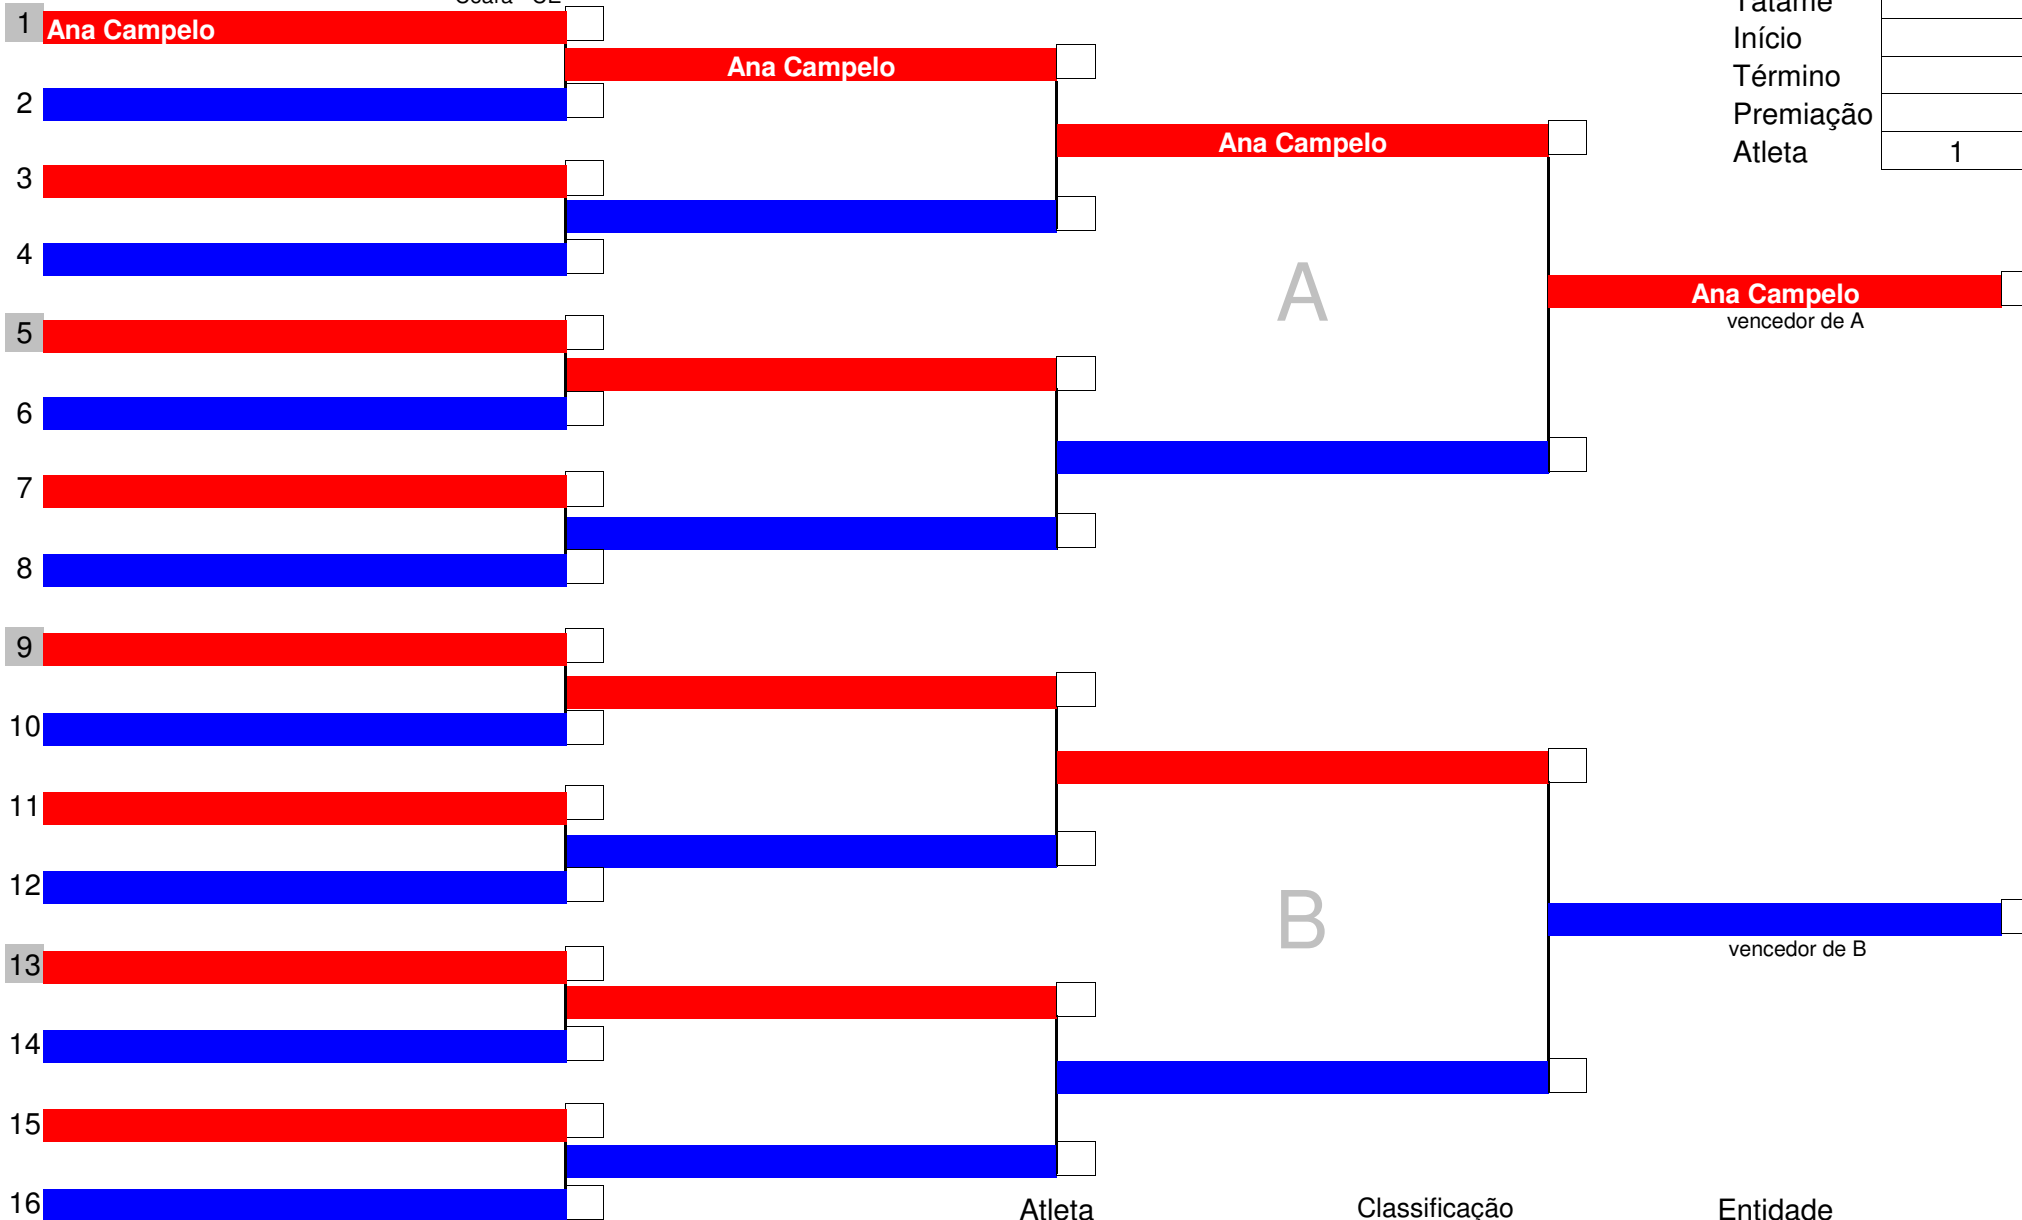 1 Ana Campelo
Ana Campelo
2
Início
Término
Premiação
Ana Campelo
Atleta 1
3
4
A
Ana Campelo
vencedor de A
5
6
7
8
9
10
11
12
B
vencedor de B
13
14
15
16
Atleta Classificação Entidade